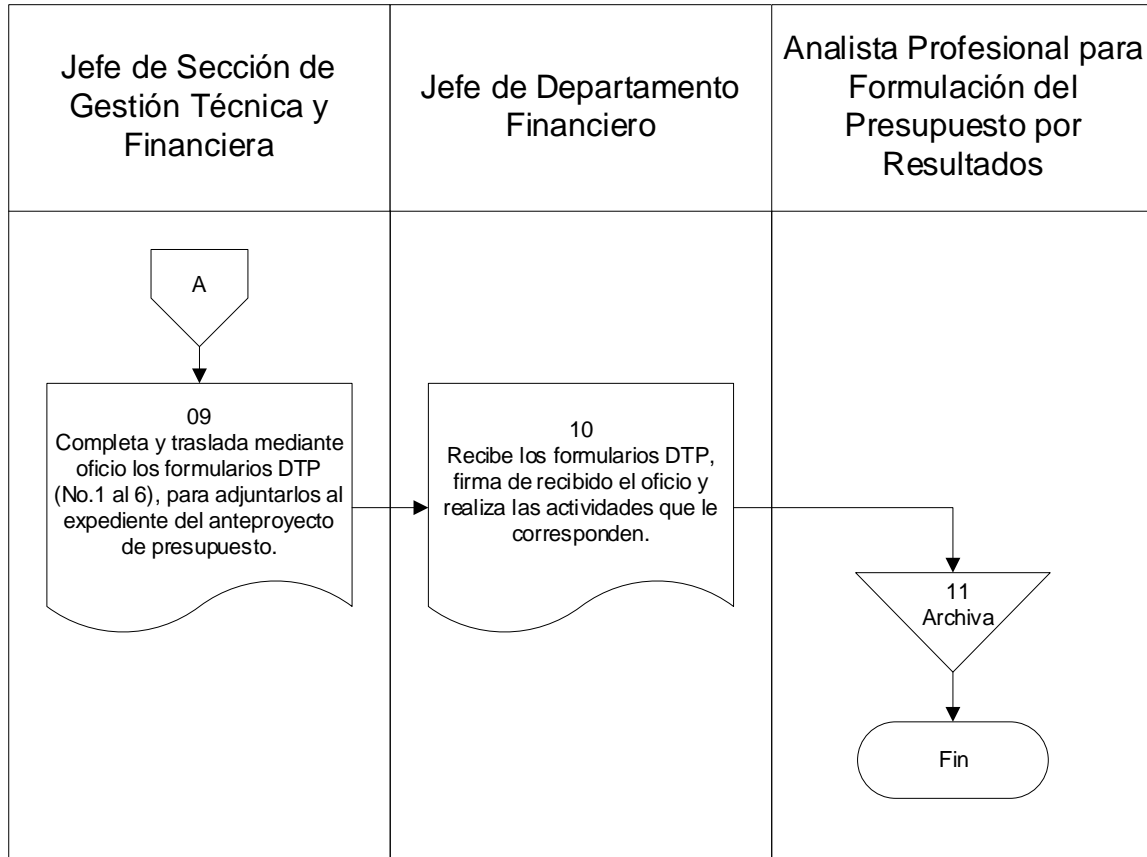 Jefe de Sección de
Gestión Técnica y
Financiera
Jefe de Departamento
Financiero
Analista Profesional para
Formulación del
Presupuesto por
Resultados
A
09
Completa y traslada mediante
oficio los formularios DTP
(No.1 al 6), para adjuntarlos al
expediente del anteproyecto
de presupuesto.
10
Recibe los formularios DTP,
firma de recibido el oficio y
realiza las actividades que le
corresponden.
11
Archiva
Fin